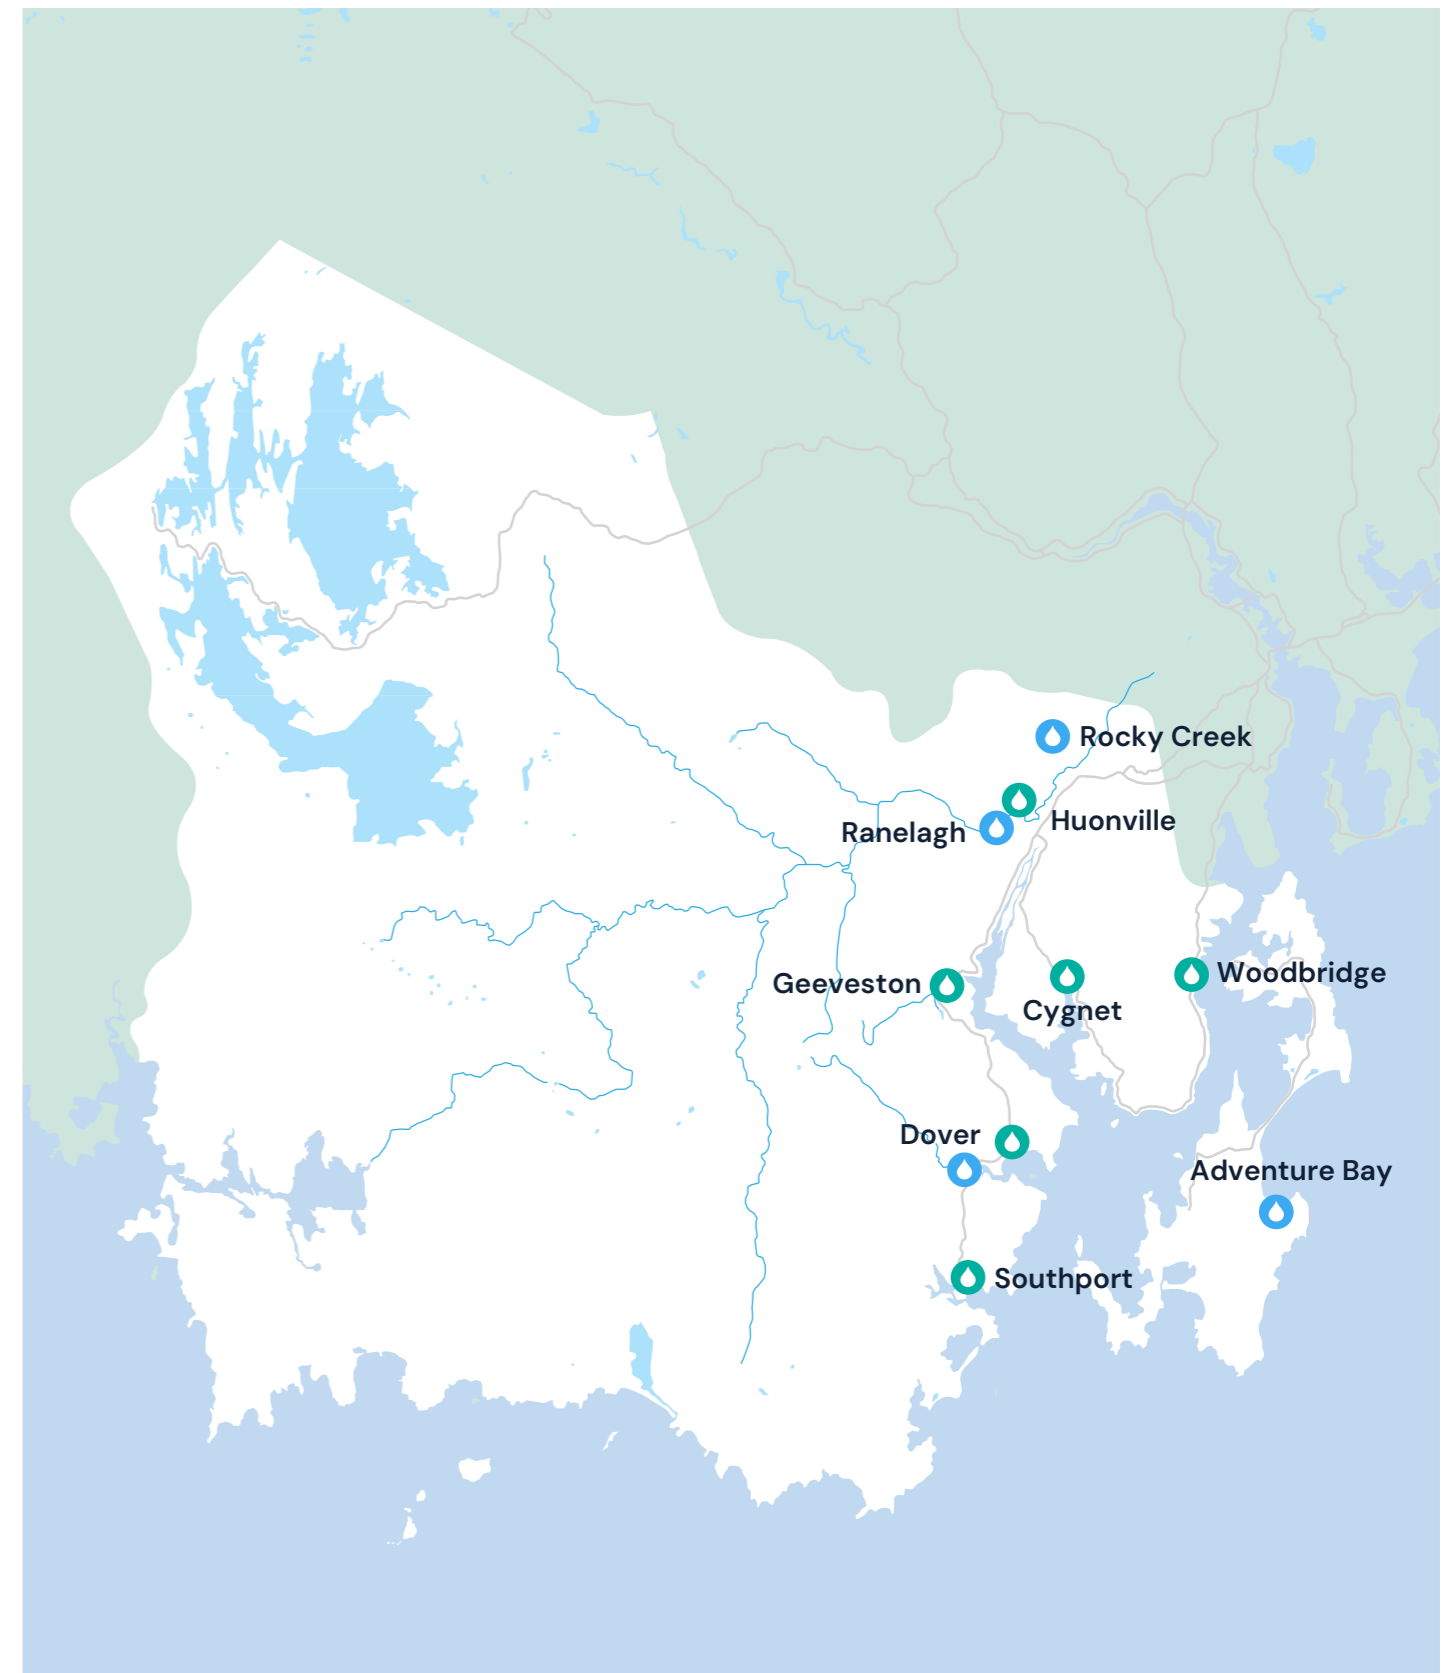 Rocky Creek
Huonville
Ranelagh
Woodbridge
Geeveston
Cygnet
Dover
Adventure Bay
Southport